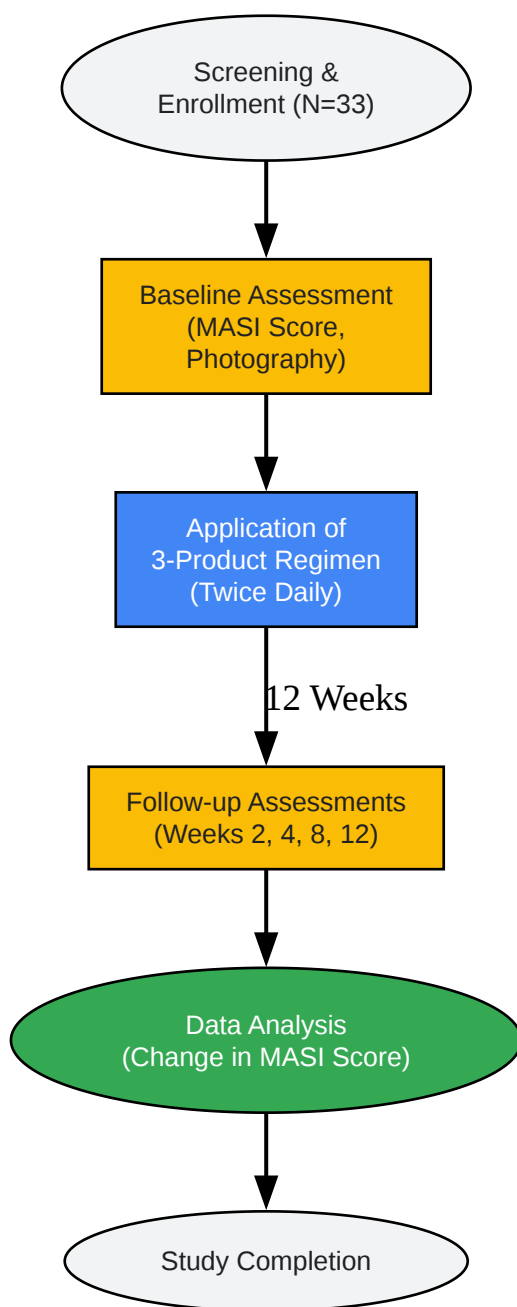 Screening &
Enrollment (N=33)
Baseline Assessment
(MASI Score,
Photography)
Application of
3-Product Regimen
(Twice Daily)
12 Weeks
Follow-up Assessments
(Weeks 2, 4, 8, 12)
Data Analysis
(Change in MASI Score)
Study Completion